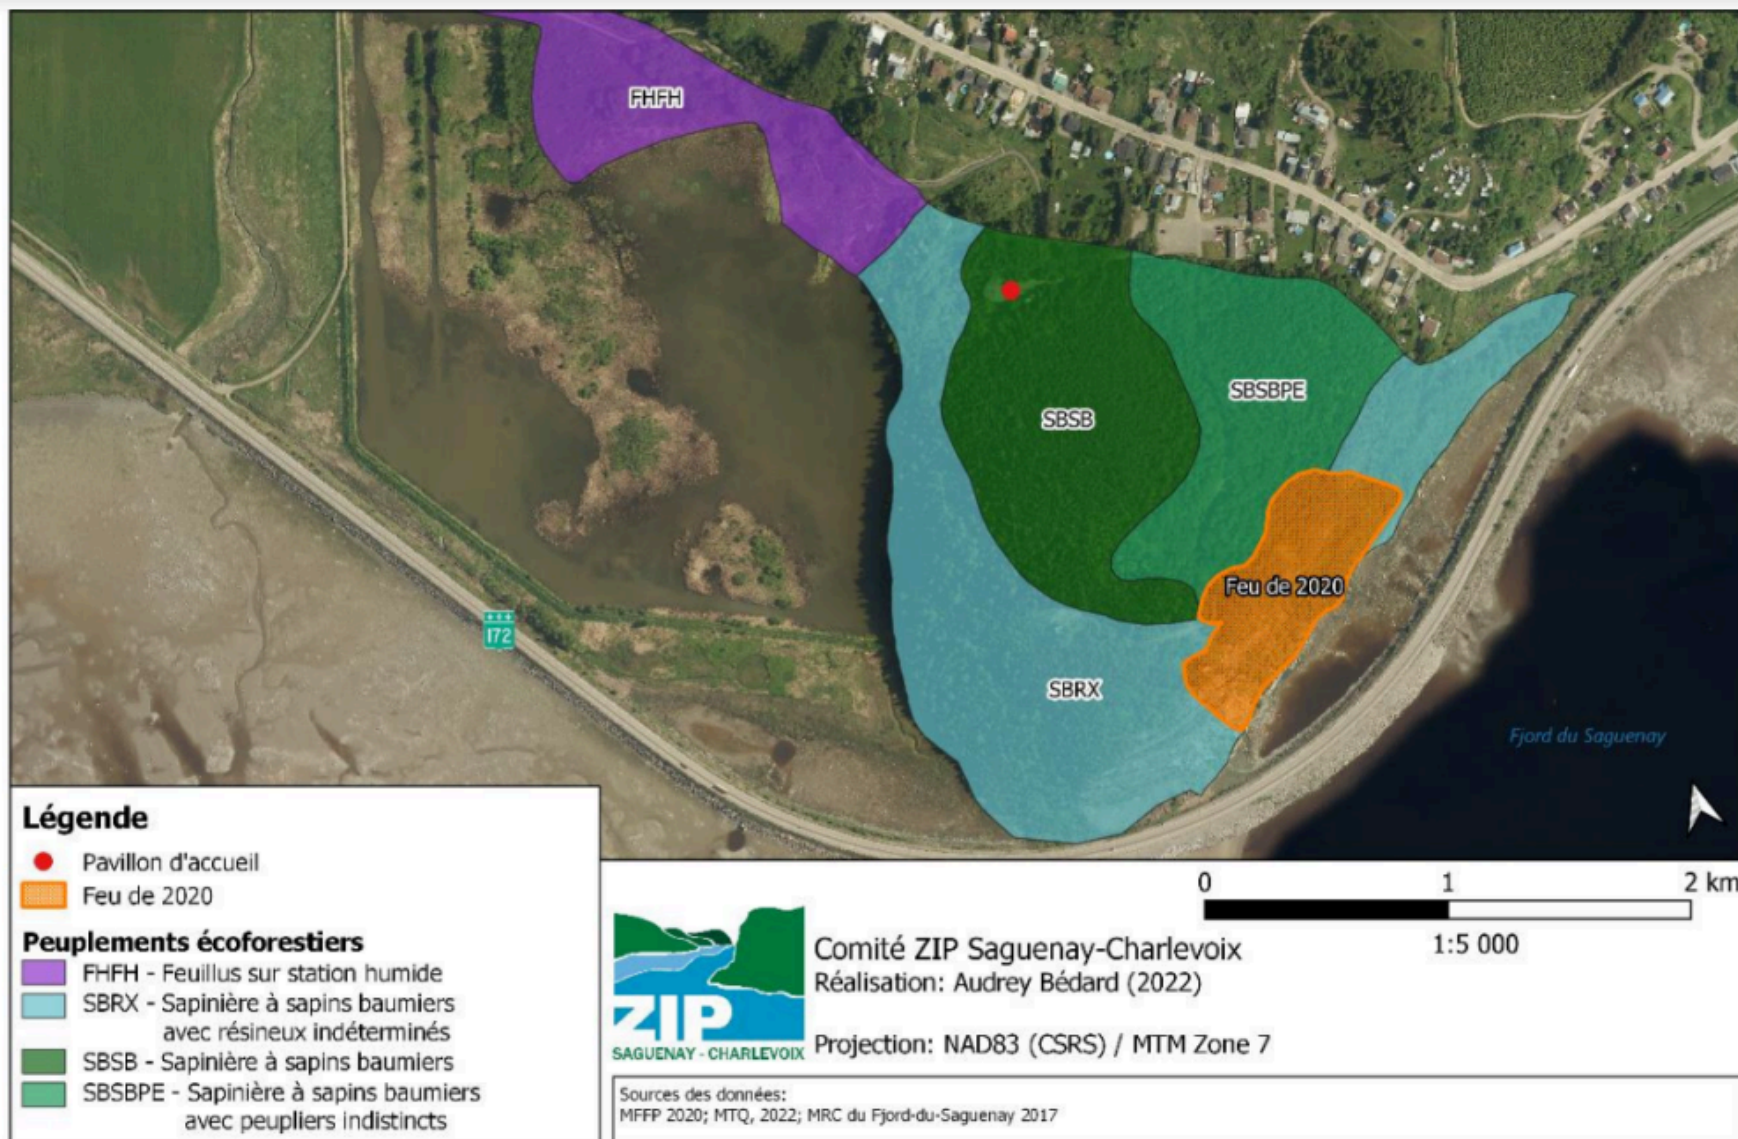 FHFH
SBSBPE
SBSB
Feu de 2020
172
SBRX
Fjord du Saguenay
Légende
Pavillon d'accueil
Feu de 2020
Peuplements écoforestiers
FHFH - Feuillus sur station humide
SBRX - Sapinière à sapins baumiers
avec résineux indéterminés
SBSB - Sapinière à sapins baumiers
SBSBPE - Sapinière à sapins baumiers
avec peupliers indistincts
0 1 2 km
1:5 000
ZIP
SAGUENAY - CHARLEVOIX
Comité ZIP Saguenay-Charlevoix
Réalisation: Audrey Bédard (2022)
Projection: NAD83 (CSRS) / MTM Zone 7
Sources des données:
MFFP 2020; MTQ, 2022; MRC du Fjord-du-Saguenay 2017